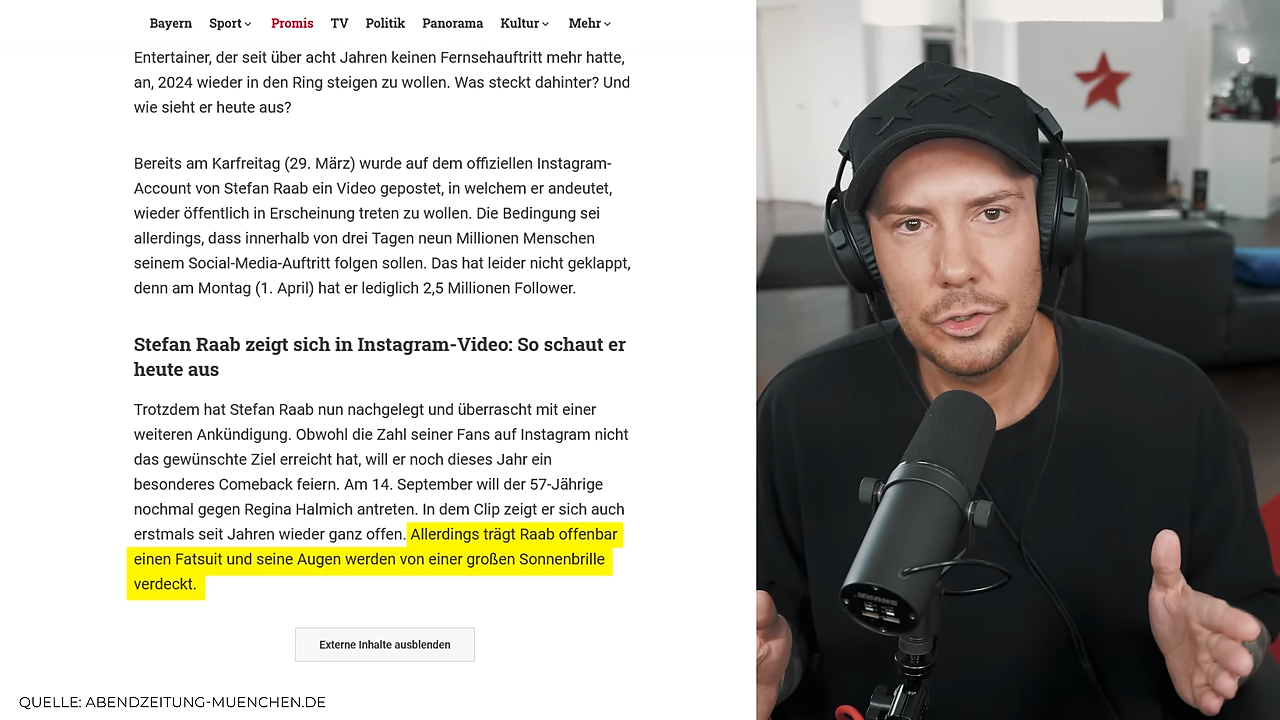 Bayern Sport Promis TV Politik Panorama Kultur Mehr
Entertainer, der seit über acht Jahren keinen Fernsehauftritt mehr hatte,
an, 2024 wieder in den Ring steigen zu wollen. Was steckt dahinter? Und
wie sieht er heute aus?
Bereits am Karfreitag (29. März) wurde auf dem offiziellen Instagram-
Account von Stefan Raab ein Video gepostet, in welchem er andeutet,
wieder öffentlich in Erscheinung treten zu wollen. Die Bedingung sei
allerdings, dass innerhalb von drei Tagen neun Millionen Menschen
seinem Social-Media-Auftritt folgen sollen. Das hat leider nicht geklappt,
denn am Montag (1. April) hat er lediglich 2,5 Millionen Follower.
Stefan Raab zeigt sich in Instagram-Video: So schaut er
heute aus
Trotzdem hat Stefan Raab nun nachgelegt und überrascht mit einer
weiteren Ankündigung. Obwohl die Zahl seiner Fans auf Instagram nicht
das gewünschte Ziel erreicht hat, will er noch dieses Jahr ein
besonderes Comeback feiern. Am 14. September will der 57-Jährige
nochmal gegen Regina Halmich antreten. In dem Clip zeigt er sich auch
erstmals seit Jahren wieder ganz offen. Allerdings trägt Raab offenbar
einen Fatsuit und seine Augen werden von einer großen Sonnenbrille
verdeckt.
Externe Inhalte ausblenden
QUELLE: ABENDZEITUNG-MUENCHEN.DE